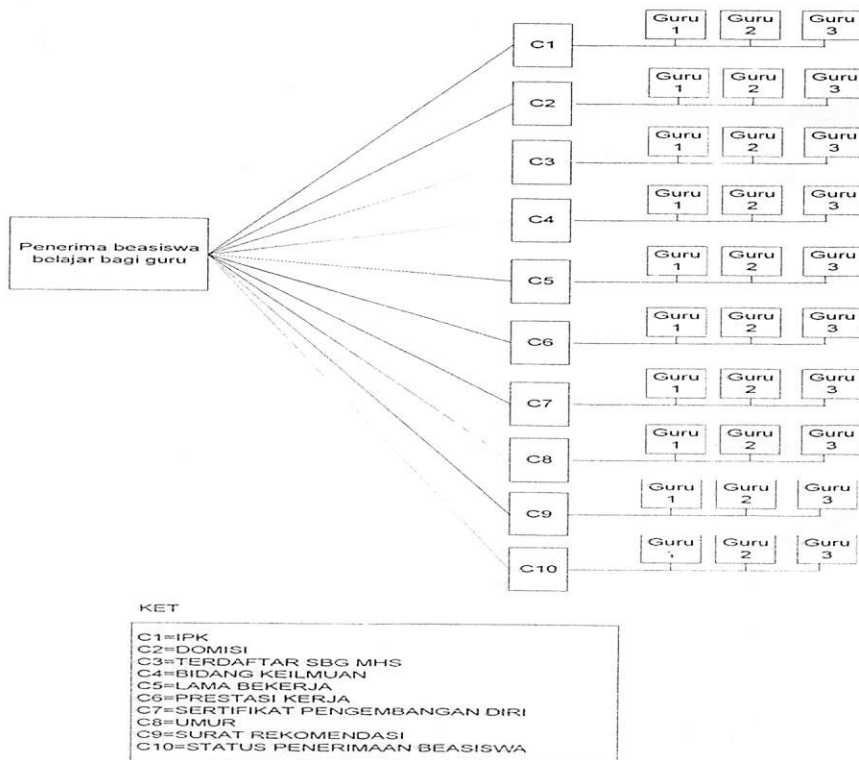 Penerima beasiswa
belajar bagi guru
C1
Guru
1
Guru
2
Guru
3
C2
Guru
1
Guru
2
Guru
3
C3
Guru
1
Guru
2
Guru
3
C4
Guru
1
Guru
2
Guru
3
C5
Guru
1
Guru
2
Guru
3
C6
Guru
1
Guru
2
Guru
3
C7
Guru
1
Guru
2
Guru
3
C8
Guru
1
Guru
2
Guru
3
C9
Guru
1
Guru
2
Guru
3
C10
Guru
Guru
2
Guru
3
KET
C1=IPK
C2=DOMISI
C3=TERDAFTAR SBG MHS
C4=BIDANG KEILMUAN
C5=LAMA BEKERJA
C6=PRESTASI KERJA
C7=SERTIFIKAT PENGEMBANGAN DIRI
C8=UMUR
C9=SURAT REKOMENDASI
C10=STATUS PENERIMAAN BEASISWA